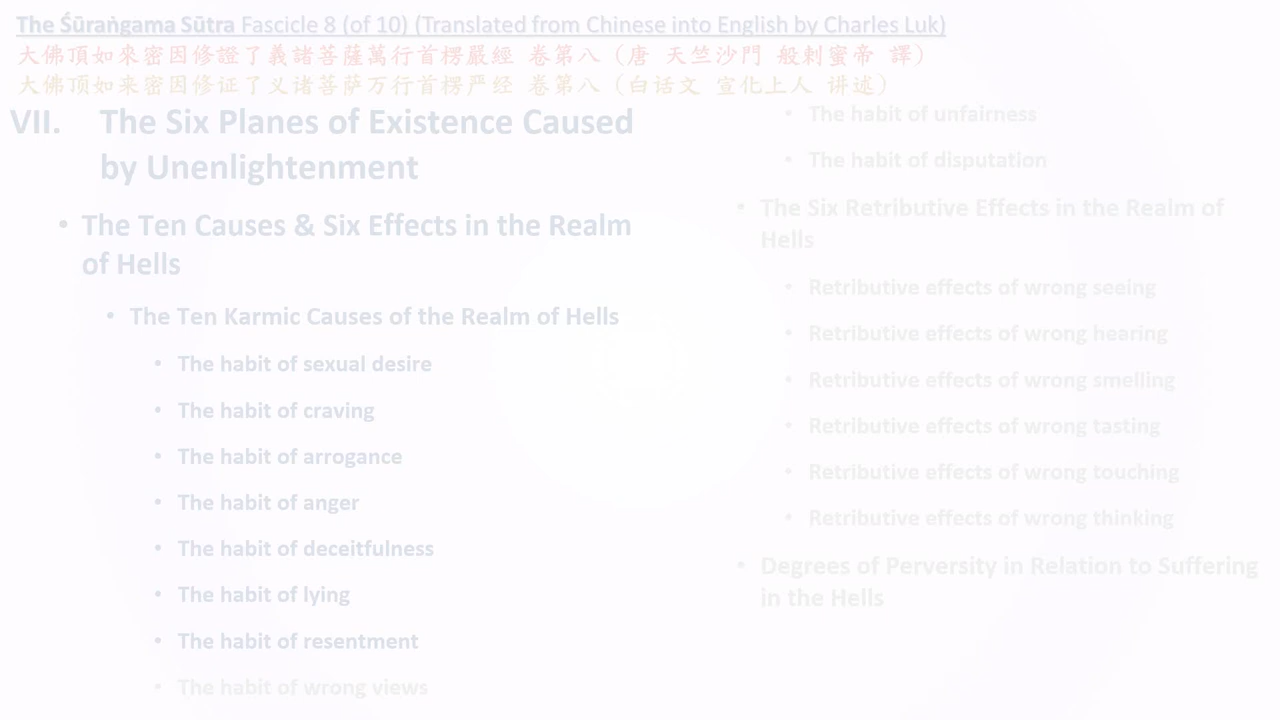 The Śūraṅgama Sūtra Fascicle 8 (of 10) (Translated from Chinese into English by Charles Luk)
大佛頂如來密因修證了義諸菩薩萬行首楞嚴經 卷第八（唐 天竺沙門 般剌蜜帝 譯）
大佛顶如来密因修证了义诸菩萨万行首楞严经 卷第八（白话文 宣化上人 讲述）
VII. The Six Planes of Existence Caused
by Unenlightenment
• The Ten Causes & Six Effects in the Realm
of Hells
• The Ten Karmic Causes of the Realm of Hells
• The habit of sexual desire
• The habit of craving
• The habit of arrogance
• The habit of anger
• The habit of deceitfulness
• The habit of lying
• The habit of resentment
• The habit of wrong views
• The habit of unfairness
• The habit of disputation
• The Six Retributive Effects in the Realm of
Hells
• Retributive effects of wrong seeing
• Retributive effects of wrong hearing
• Retributive effects of wrong smelling
• Retributive effects of wrong tasting
• Retributive effects of wrong touching
• Retributive effects of wrong thinking
• Degrees of Perversity in Relation to Suffering
in the Hells